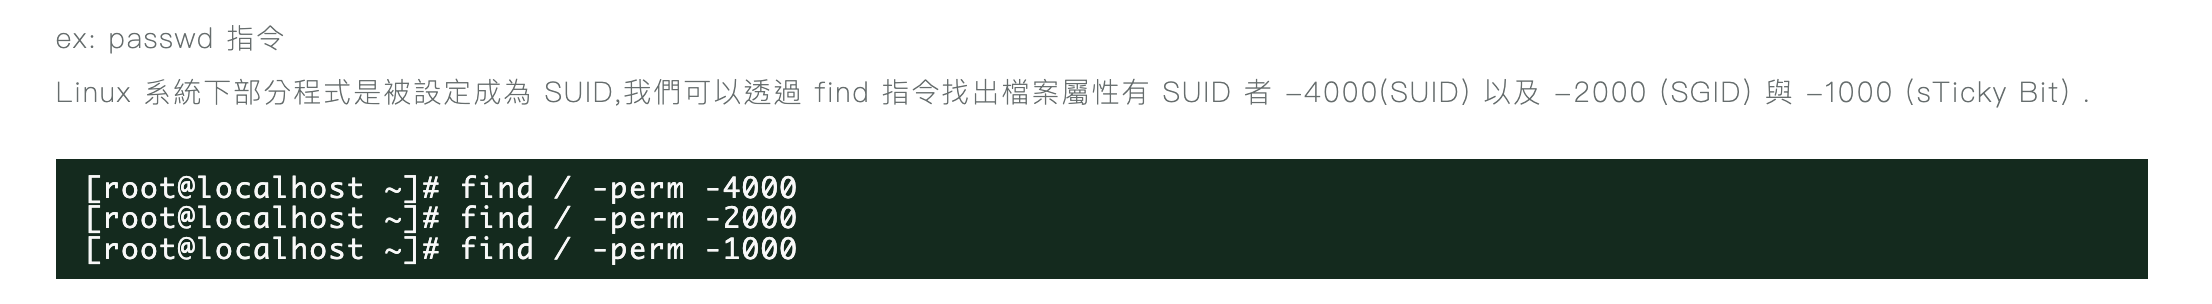 ex: passwd 指令
Linux 系統下部分程式是被設定成為 SUID,我們可以透過 find 指令找出檔案屬性有 SUID 者 –4000(SUID) 以及 –2000 (SGID) 與 –1000 (sTicky Bit) .
[root@localhost ~]# find / -perm -4000
[root@localhost ~]# find / -perm -2000
[root@localhost ~]# find / -perm -1000